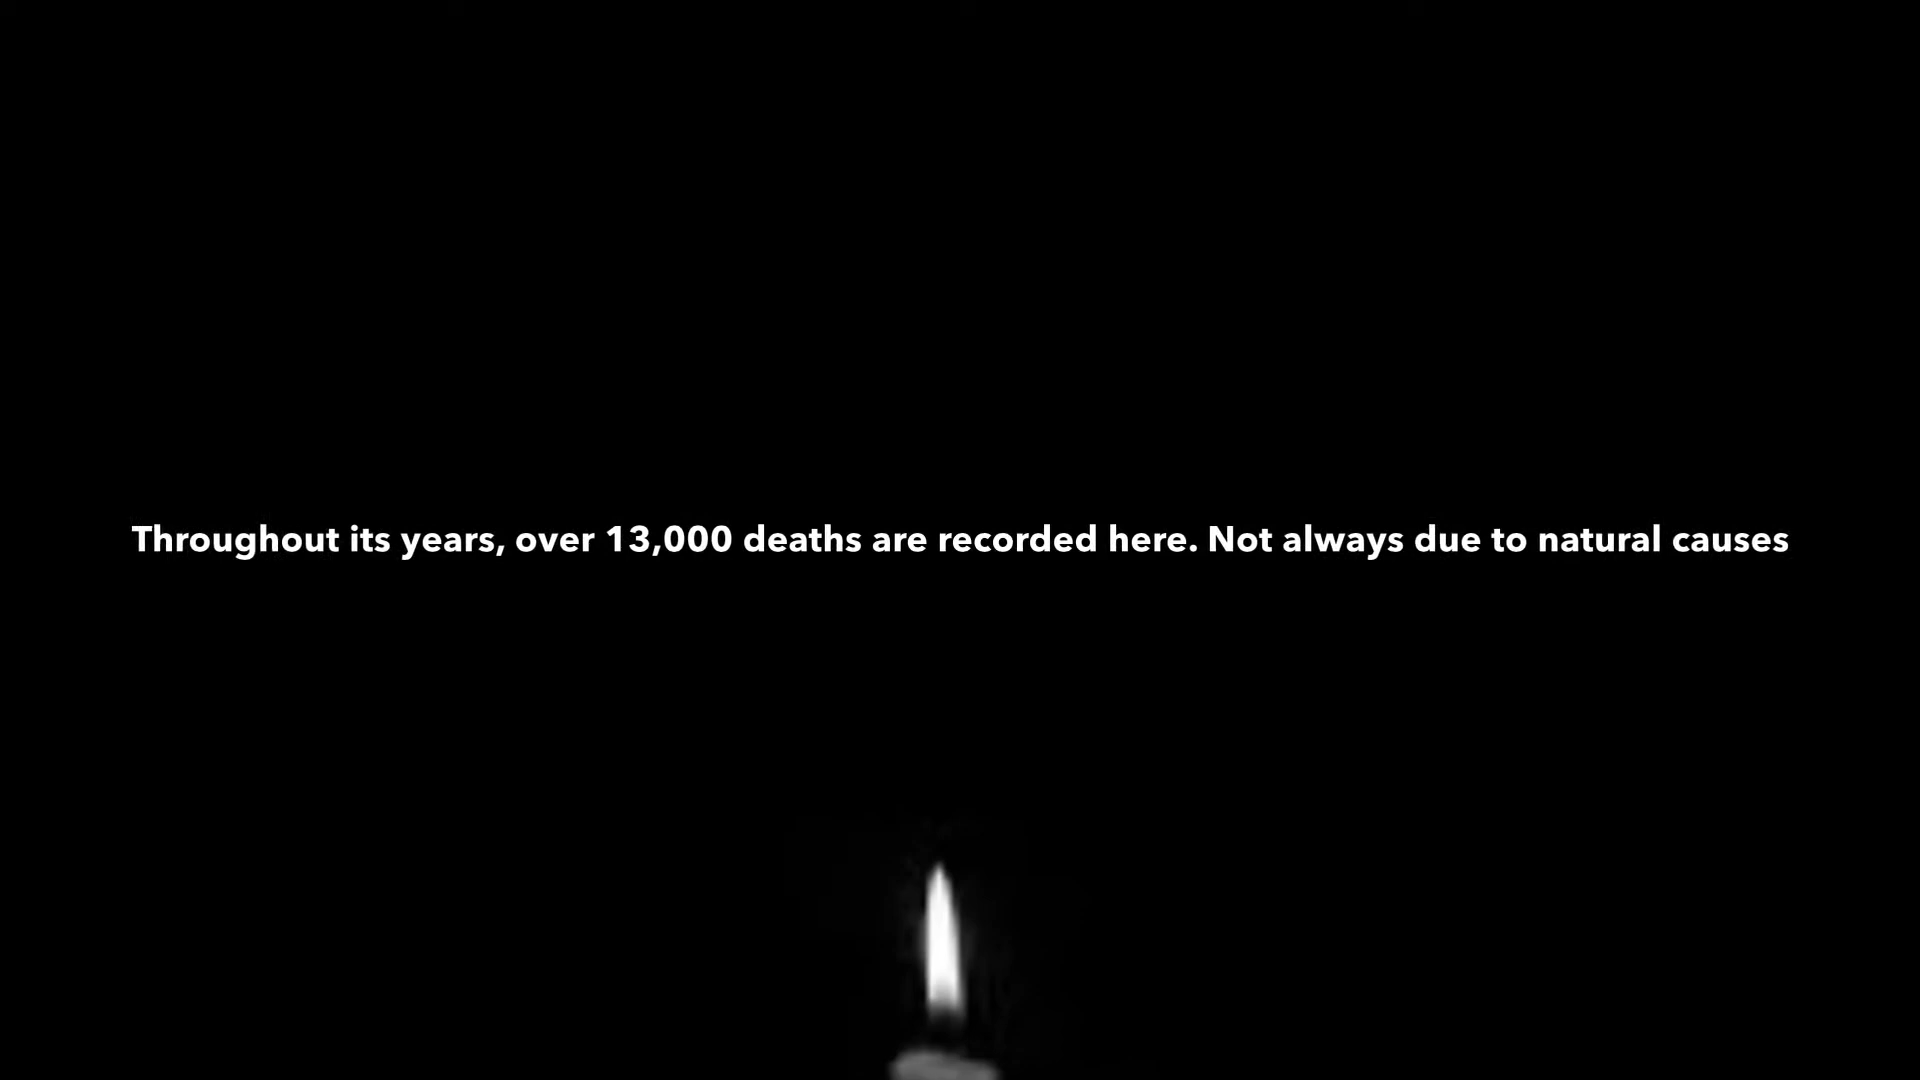 Throughout its years, over 13,000 deaths are recorded here. Not always due to natural causes